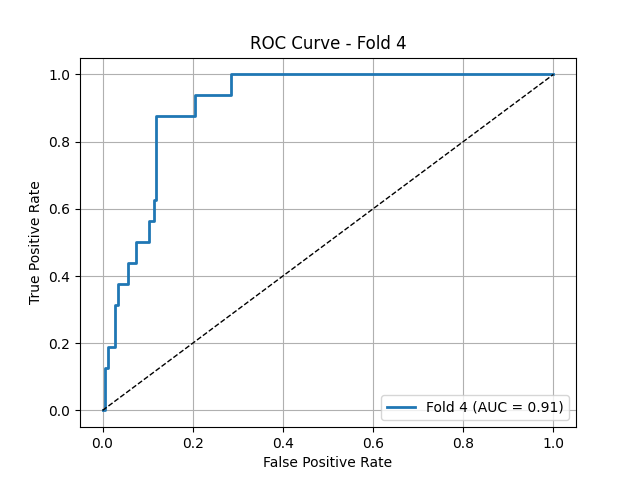 ROC Curve - Fold 4
True Positive Rate
1.0
0.8
0.6
0.4
0.2
0.0
Fold 4 (AUC = 0.91)
0.0 0.2 0.4 0.6 0.8 1.0
False Positive Rate